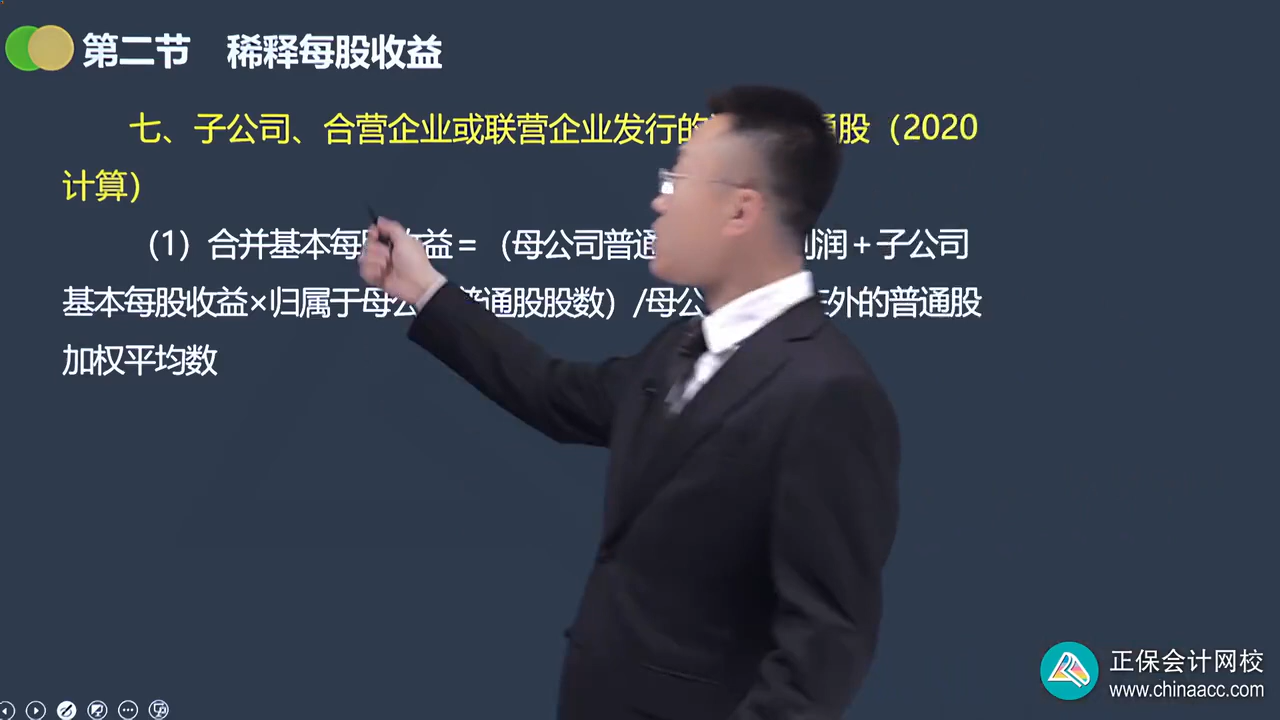 第二节 稀释每股收益
七、子公司、合营企业或联营企业发行的 通股（2020
计算）
（1）合并基本每股收益＝（母公司普通 利润＋子公司
基本每股收益×归属于母公 普通股股数）/母公 外的普通股
加权平均数
正保会计网校
www.chinaacc.com